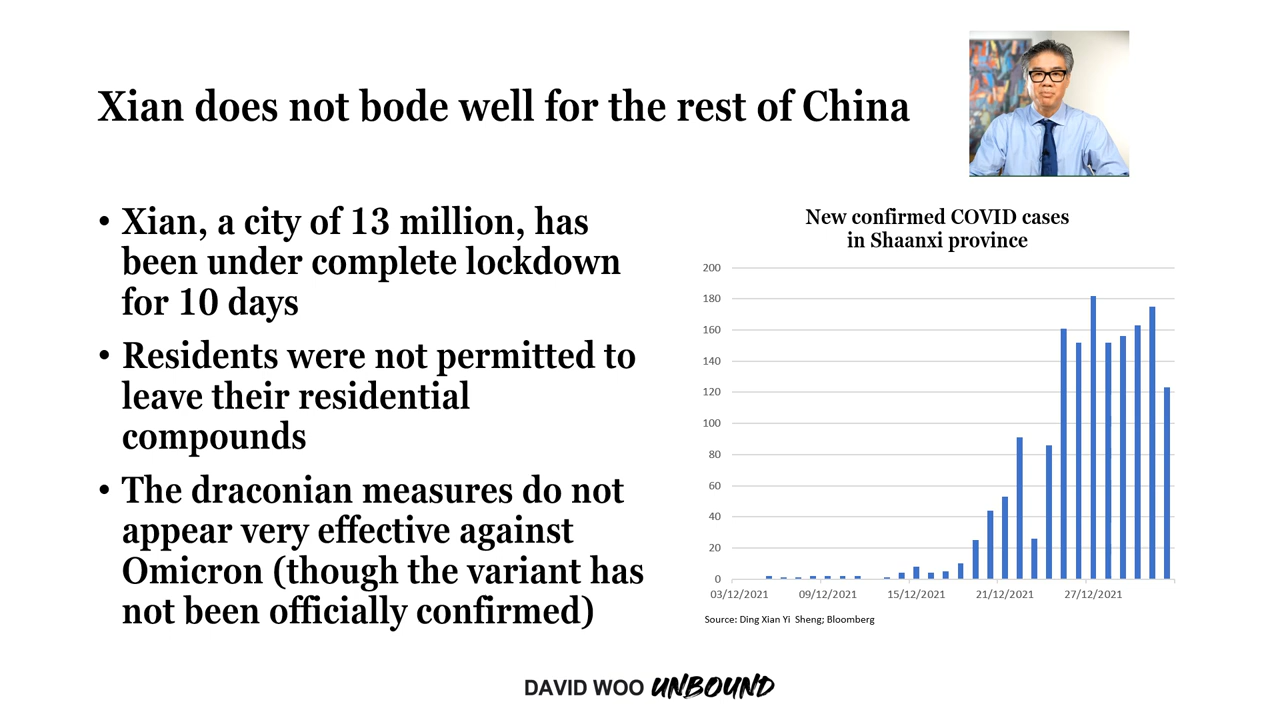 Xian does not bode well for the rest of China
• Xian, a city of 13 million, has
been under complete lockdown
for 10 days
• Residents were not permitted to
leave their residential
compounds
• The draconian measures do not
appear very effective against
Omicron (though the variant has
not been officially confirmed)
New confirmed COVID cases
in Shaanxi province
200
180
160
140
120
100
80
60
40
20
0
03/12/2021 09/12/2021 15/12/2021 21/12/2021 27/12/2021
Source: Ding Xian Yi Sheng; Bloomberg
DAVID WOO UNBOUND